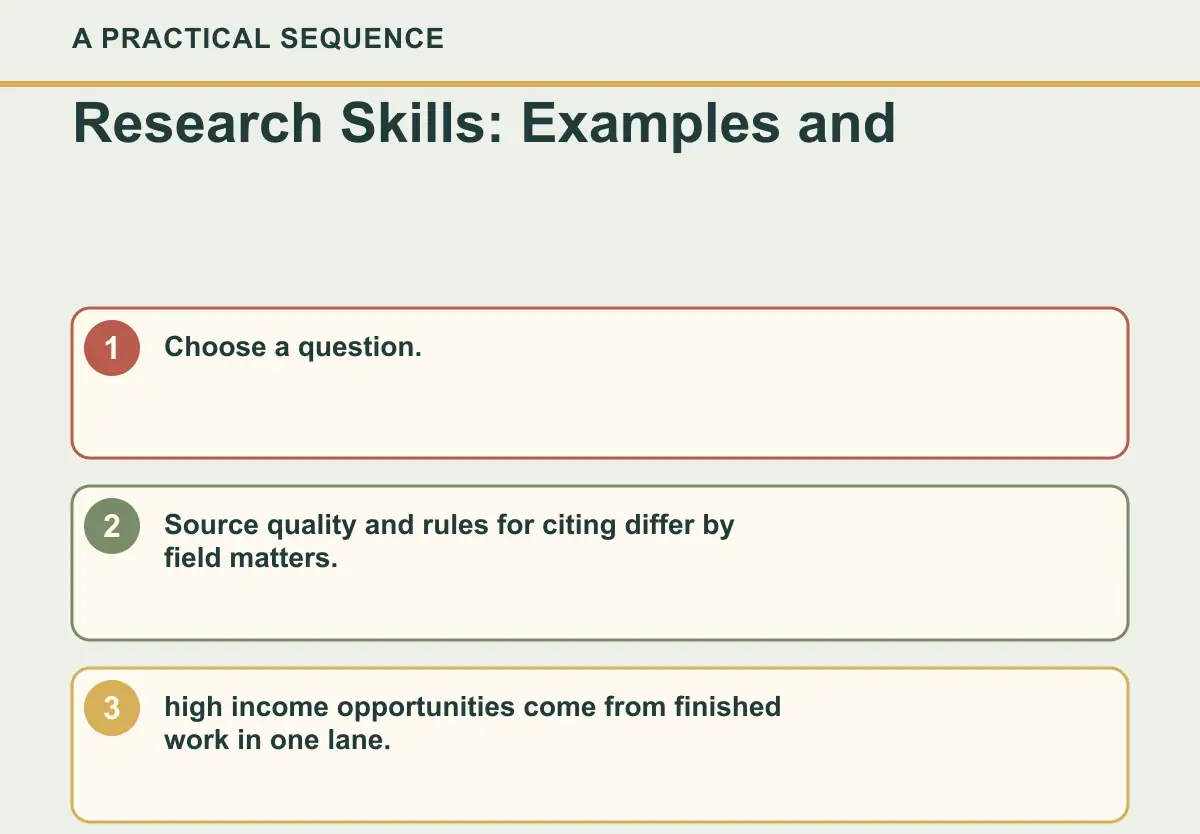 A PRACTICAL SEQUENCE
Research Skills: Examples and
1
Choose a question.
2
Source quality and rules for citing differ by
field matters.
3
high income opportunities come from finished
work in one lane.